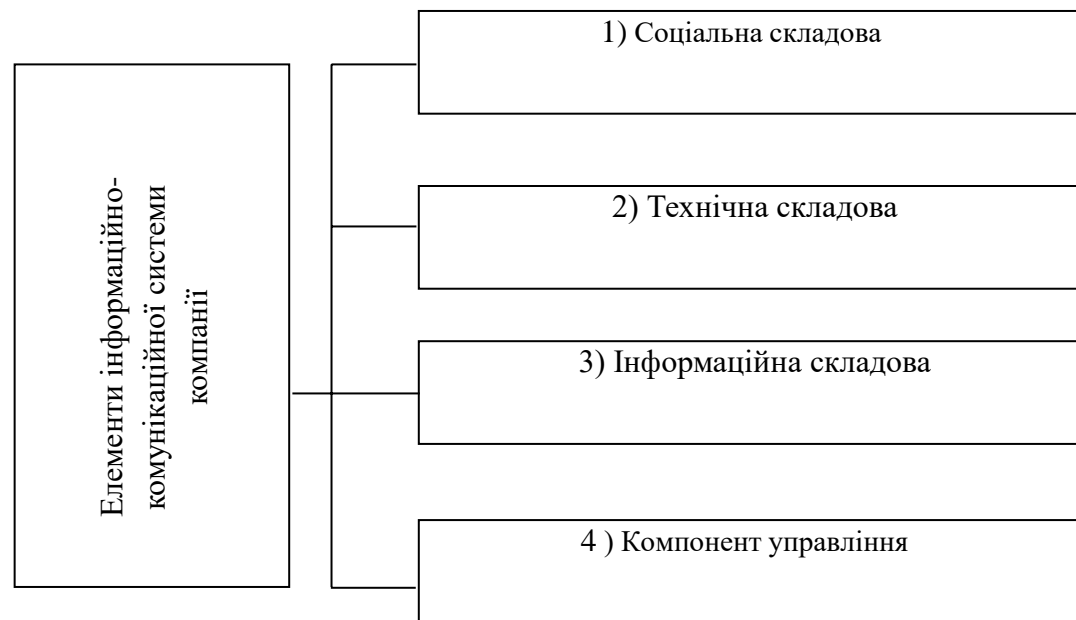 Елементи інформаційно-
комунікаційної системи
компанії
1) Соціальна складова
2) Технічна складова
3) Інформаційна складова
4 ) Компонент управління